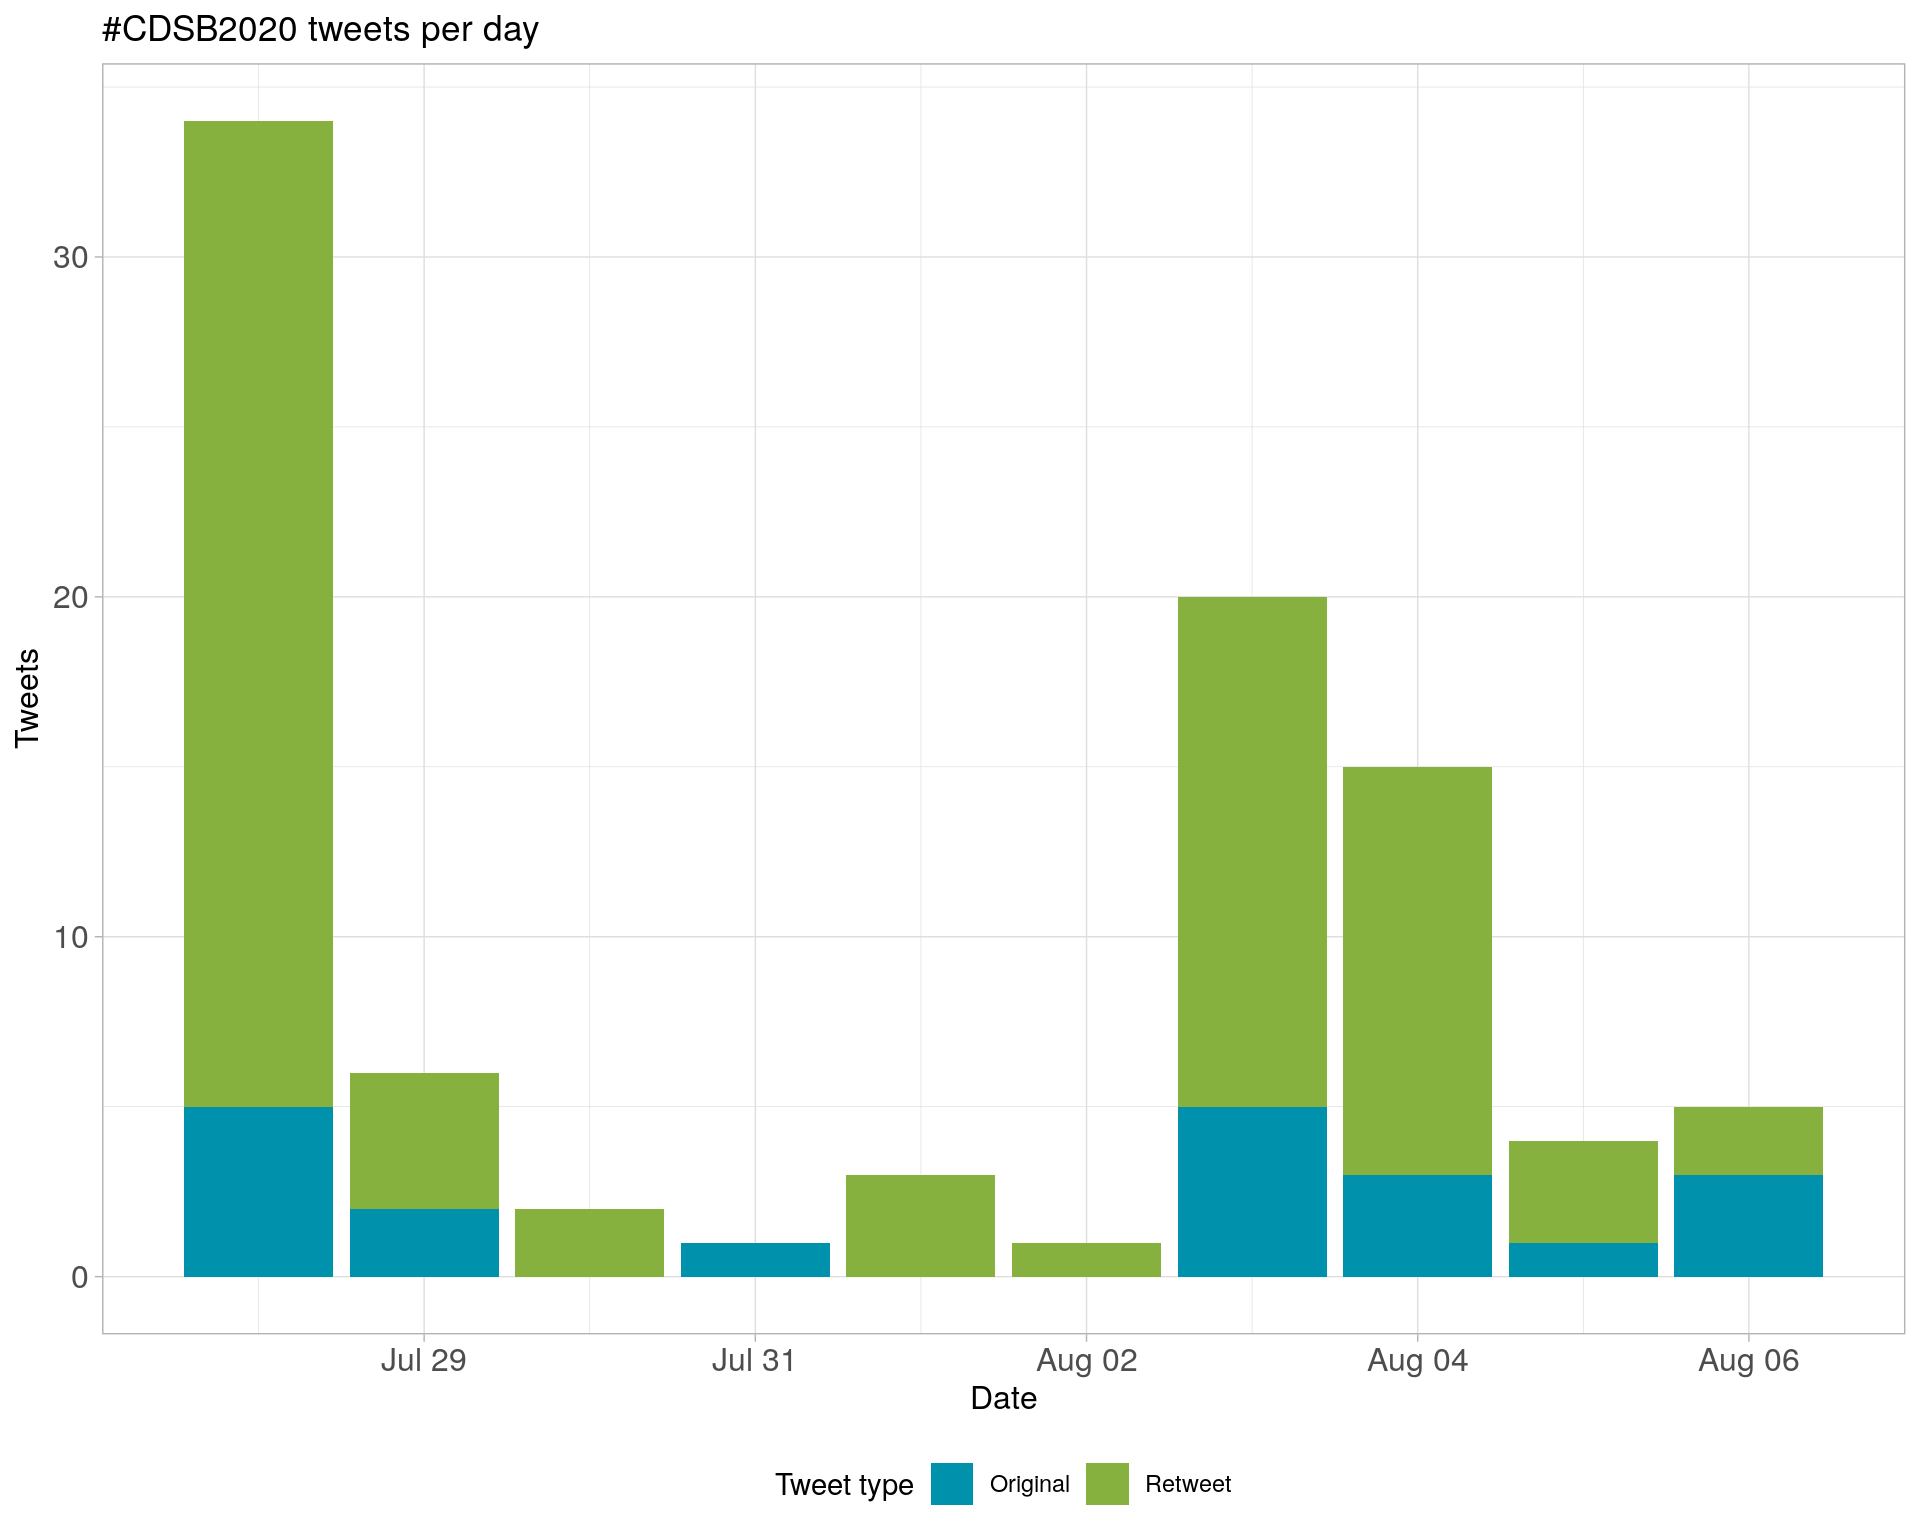 #CDSB2020 tweets per day
30
20
10
0
Tweets
Jul 29
Jul 31
Aug 02
Aug 04
Aug 06
Date
Tweet type
Original
Retweet